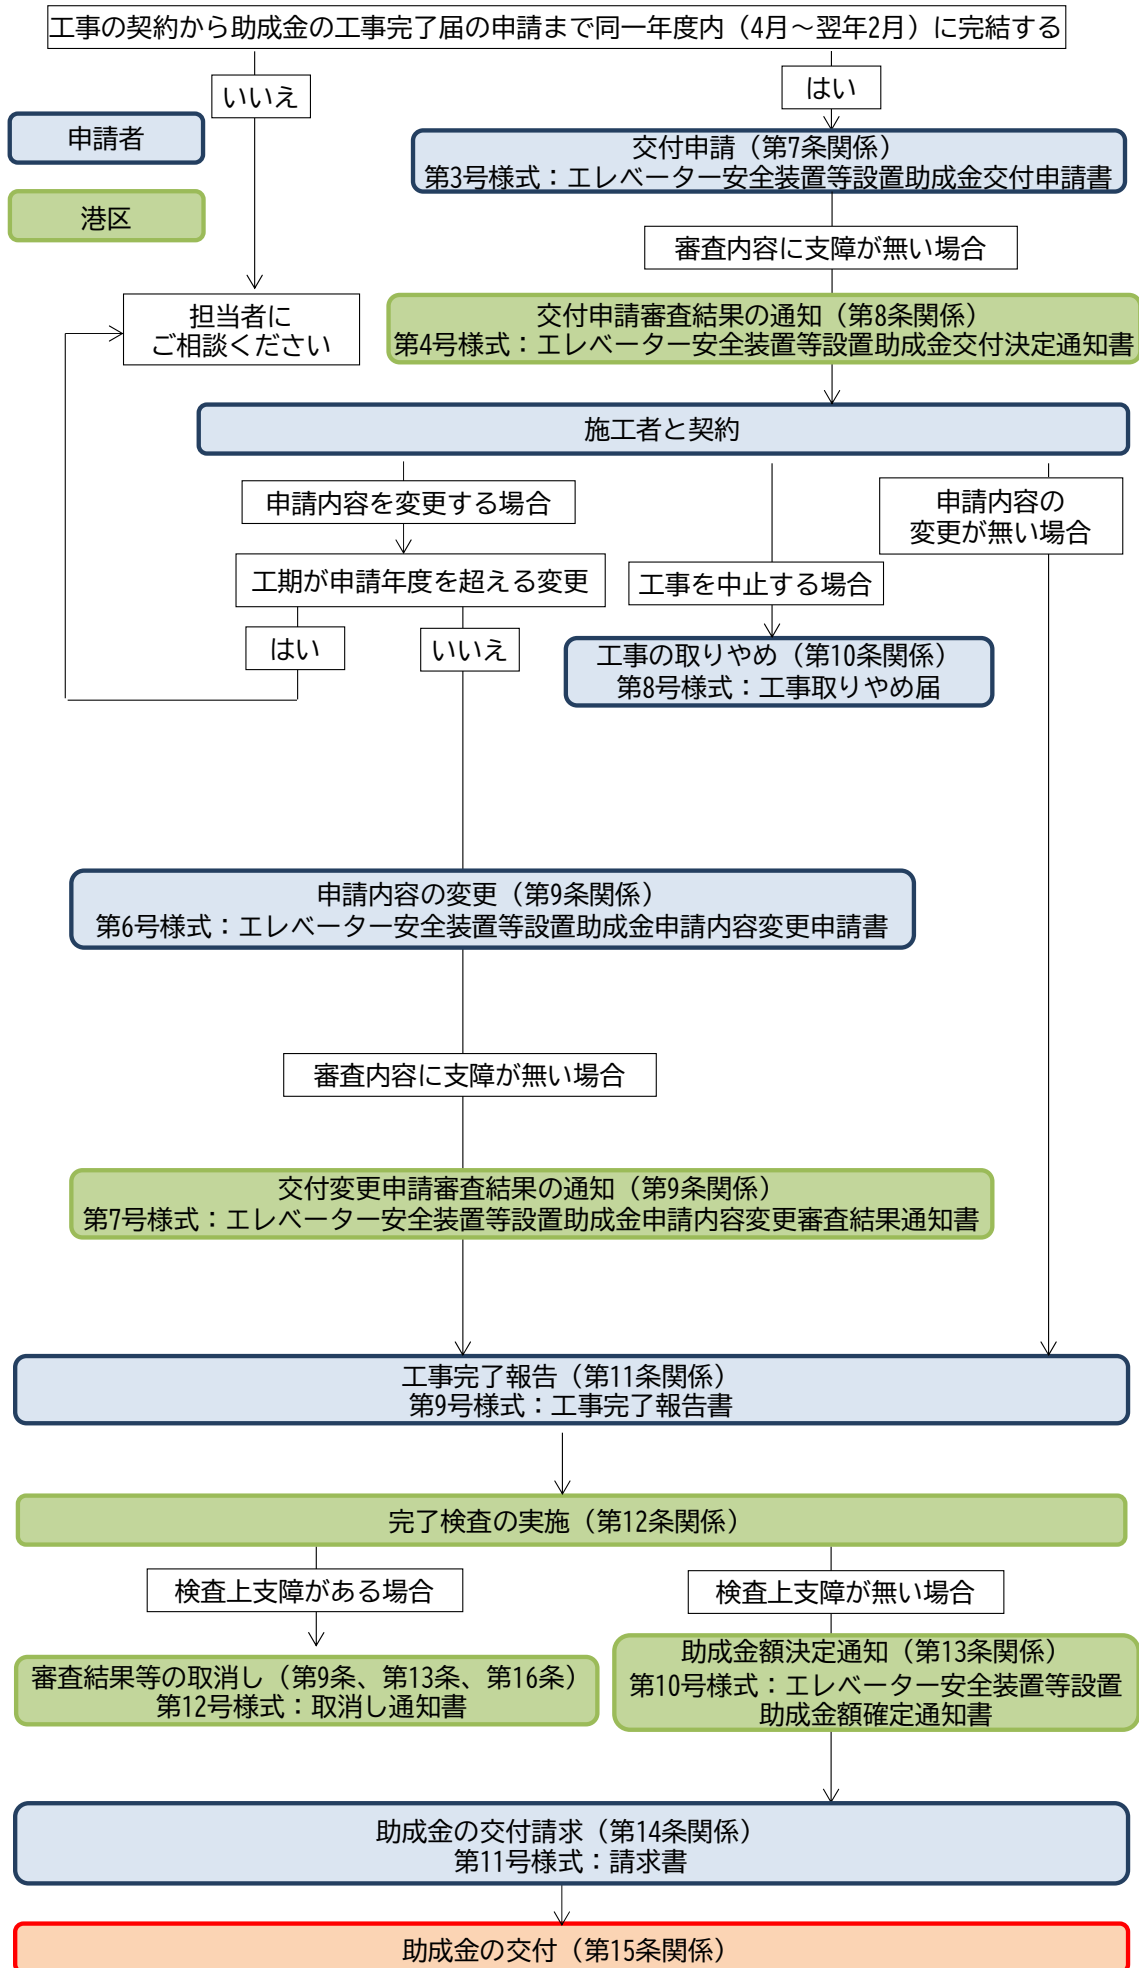 工事の契約から助成金の工事完了届の申請まで同一年度内（4月～翌年2月）に完結する
いいえ
はい
申請者
港区
交付申請（第7条関係）
第3号様式：エレベーター安全装置等設置助成金交付申請書
審査内容に支障が無い場合
担当者に
ご相談ください
交付申請審査結果の通知（第8条関係）
第4号様式：エレベーター安全装置等設置助成金交付決定通知書
施工者と契約
申請内容を変更する場合
申請内容の
変更が無い場合
工期が申請年度を超える変更
工事を中止する場合
はい
いいえ
工事の取りやめ（第10条関係）
第8号様式：工事取りやめ届
申請内容の変更（第9条関係）
第6号様式：エレベーター安全装置等設置助成金申請内容変更申請書
審査内容に支障が無い場合
交付変更申請審査結果の通知（第9条関係）
第7号様式：エレベーター安全装置等設置助成金申請内容変更審査結果通知書
工事完了報告（第11条関係）
第9号様式：工事完了報告書
完了検査の実施（第12条関係）
検査上支障がある場合
検査上支障が無い場合
審査結果等の取消し（第9条、第13条、第16条）
第12号様式：取消し通知書
助成金額決定通知（第13条関係）
第10号様式：エレベーター安全装置等設置
助成金額確定通知書
助成金の交付請求（第14条関係）
第11号様式：請求書
助成金の交付（第15条関係）